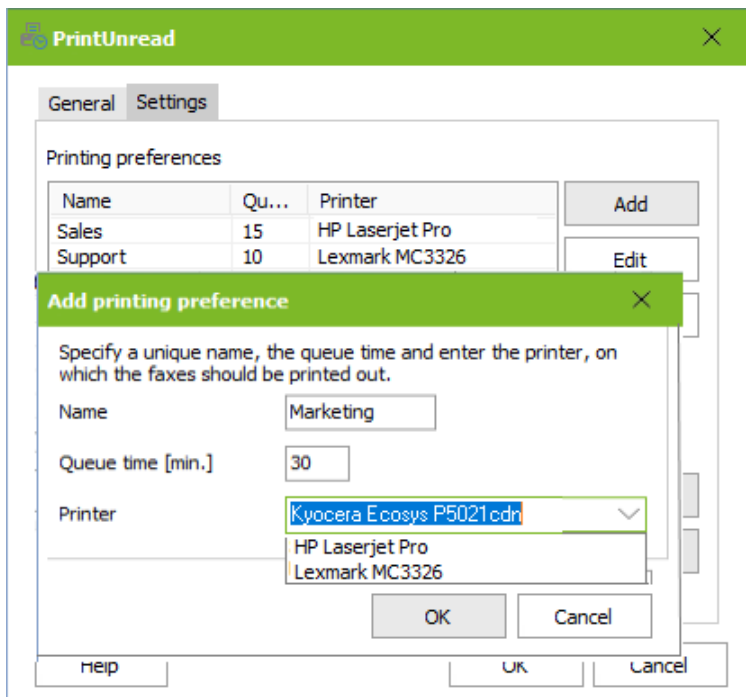 PrintUnread
General Settings
Printing preferences
Name Qu... Printer
Sales 15 HP Laserjet Pro
Support 10 Lexmark MC3326
Add
Edit
Add printing preference
Specify a unique name, the queue time and enter the printer, on
which the faxes should be printed out.
Name Marketing
Queue time [min.] 30
Printer Kyocera Ecosys P5021cdn
HP Laserjet Pro
Lexmark MC3326
OK Cancel
Help OK Cancel